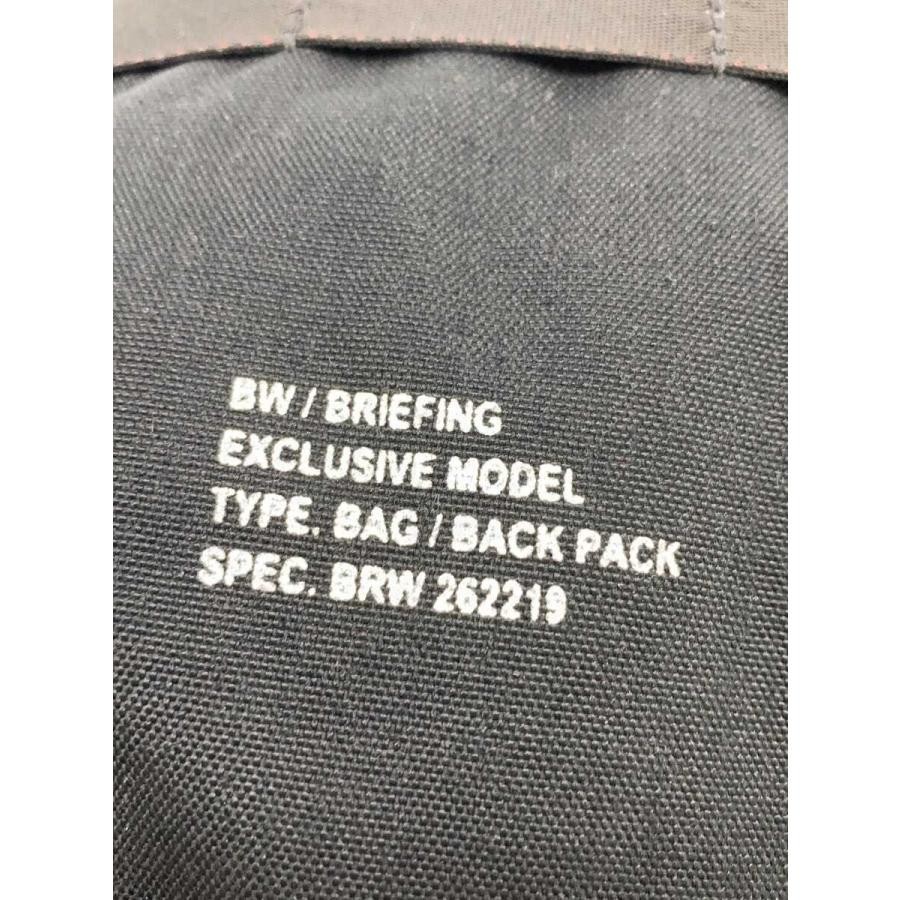 BW / BRIEFING
EXCLUSIVE MODEL
TYPE. BAG / BACK PACK
SPEC. BRW 262219